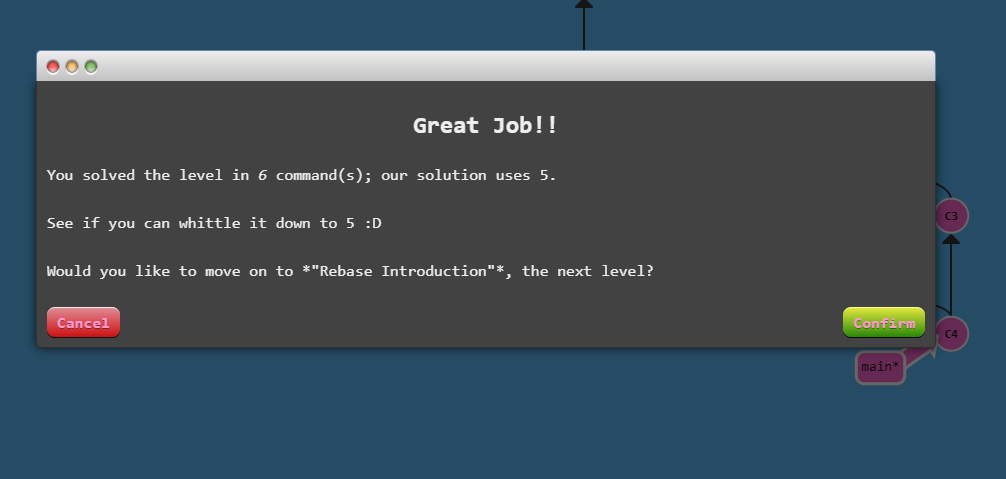 Great Job!!
You solved the level in 6 command(s); our solution uses 5.
See if you can whittle it down to 5 :D
Would you like to move on to *"Rebase Introduction"*, the next level?
Cancel
Confirm
C3
C4
main*